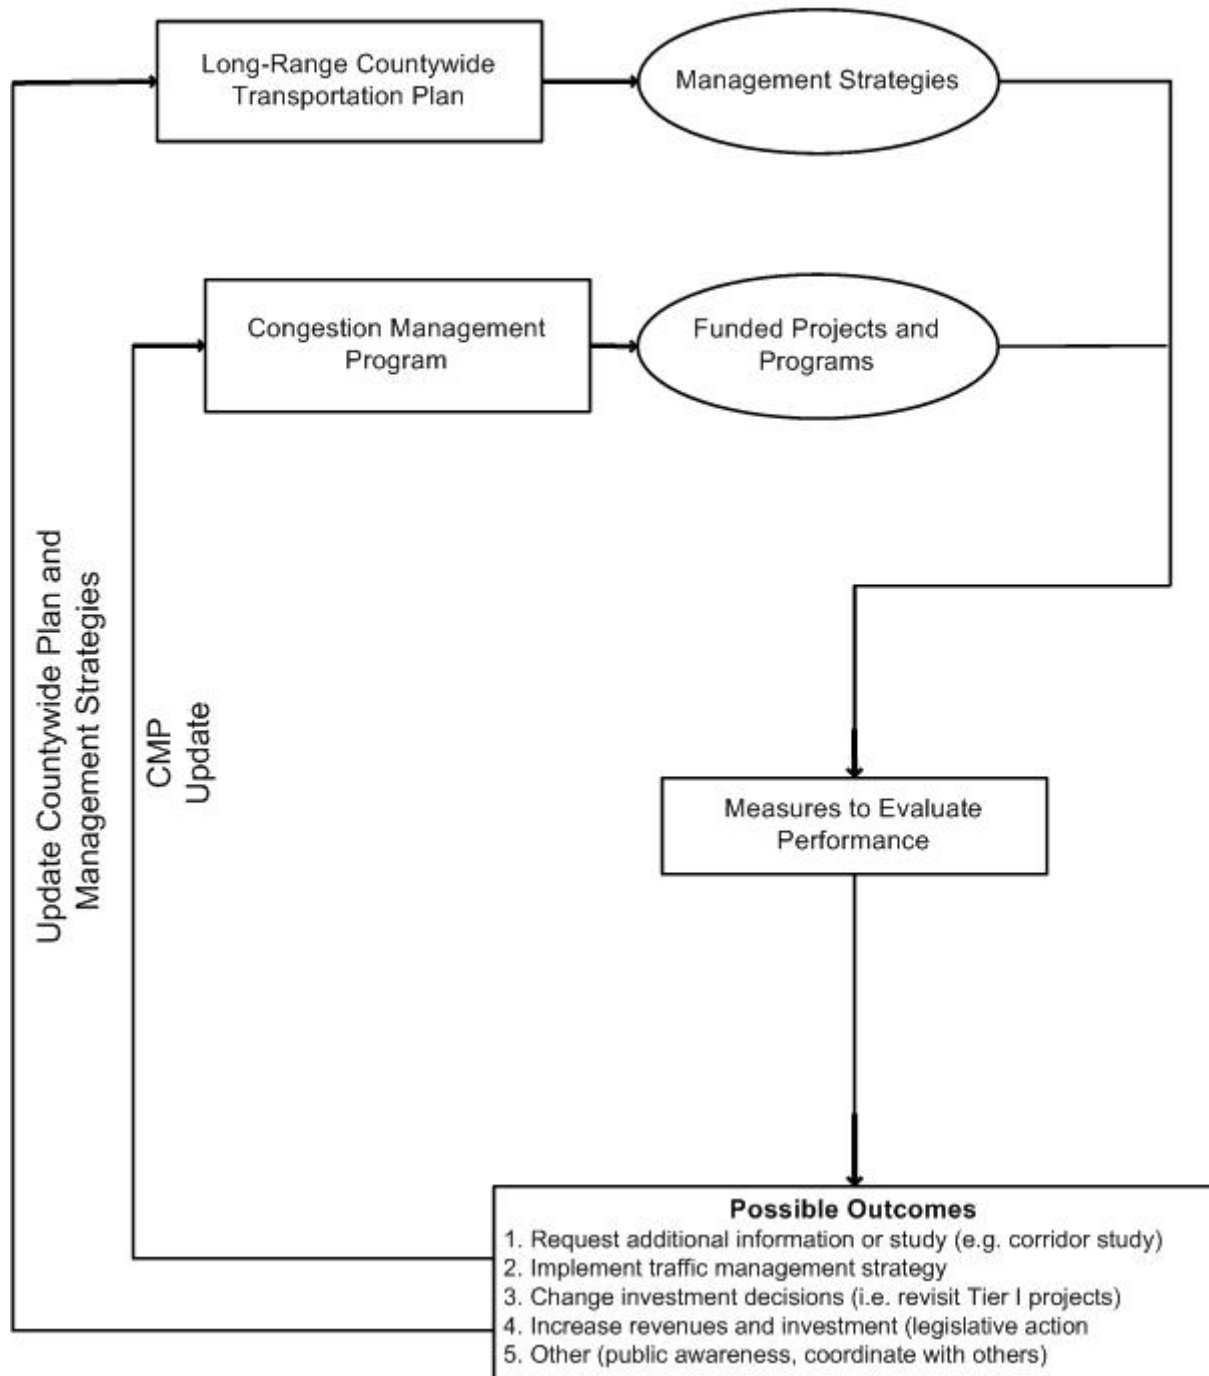 Long-Range Countywide
Transportation Plan
Management Strategies
Congestion Management
Program
Funded Projects and
Programs
Update Countywide Plan and
Management Strategies
CMP
Update
Measures to Evaluate
Performance
Possible Outcomes
1. Request additional information or study (e.g. corridor study)
2. Implement traffic management strategy
3. Change investment decisions (i.e. revisit Tier I projects)
4. Increase revenues and investment (legislative action
5. Other (public awareness, coordinate with others)